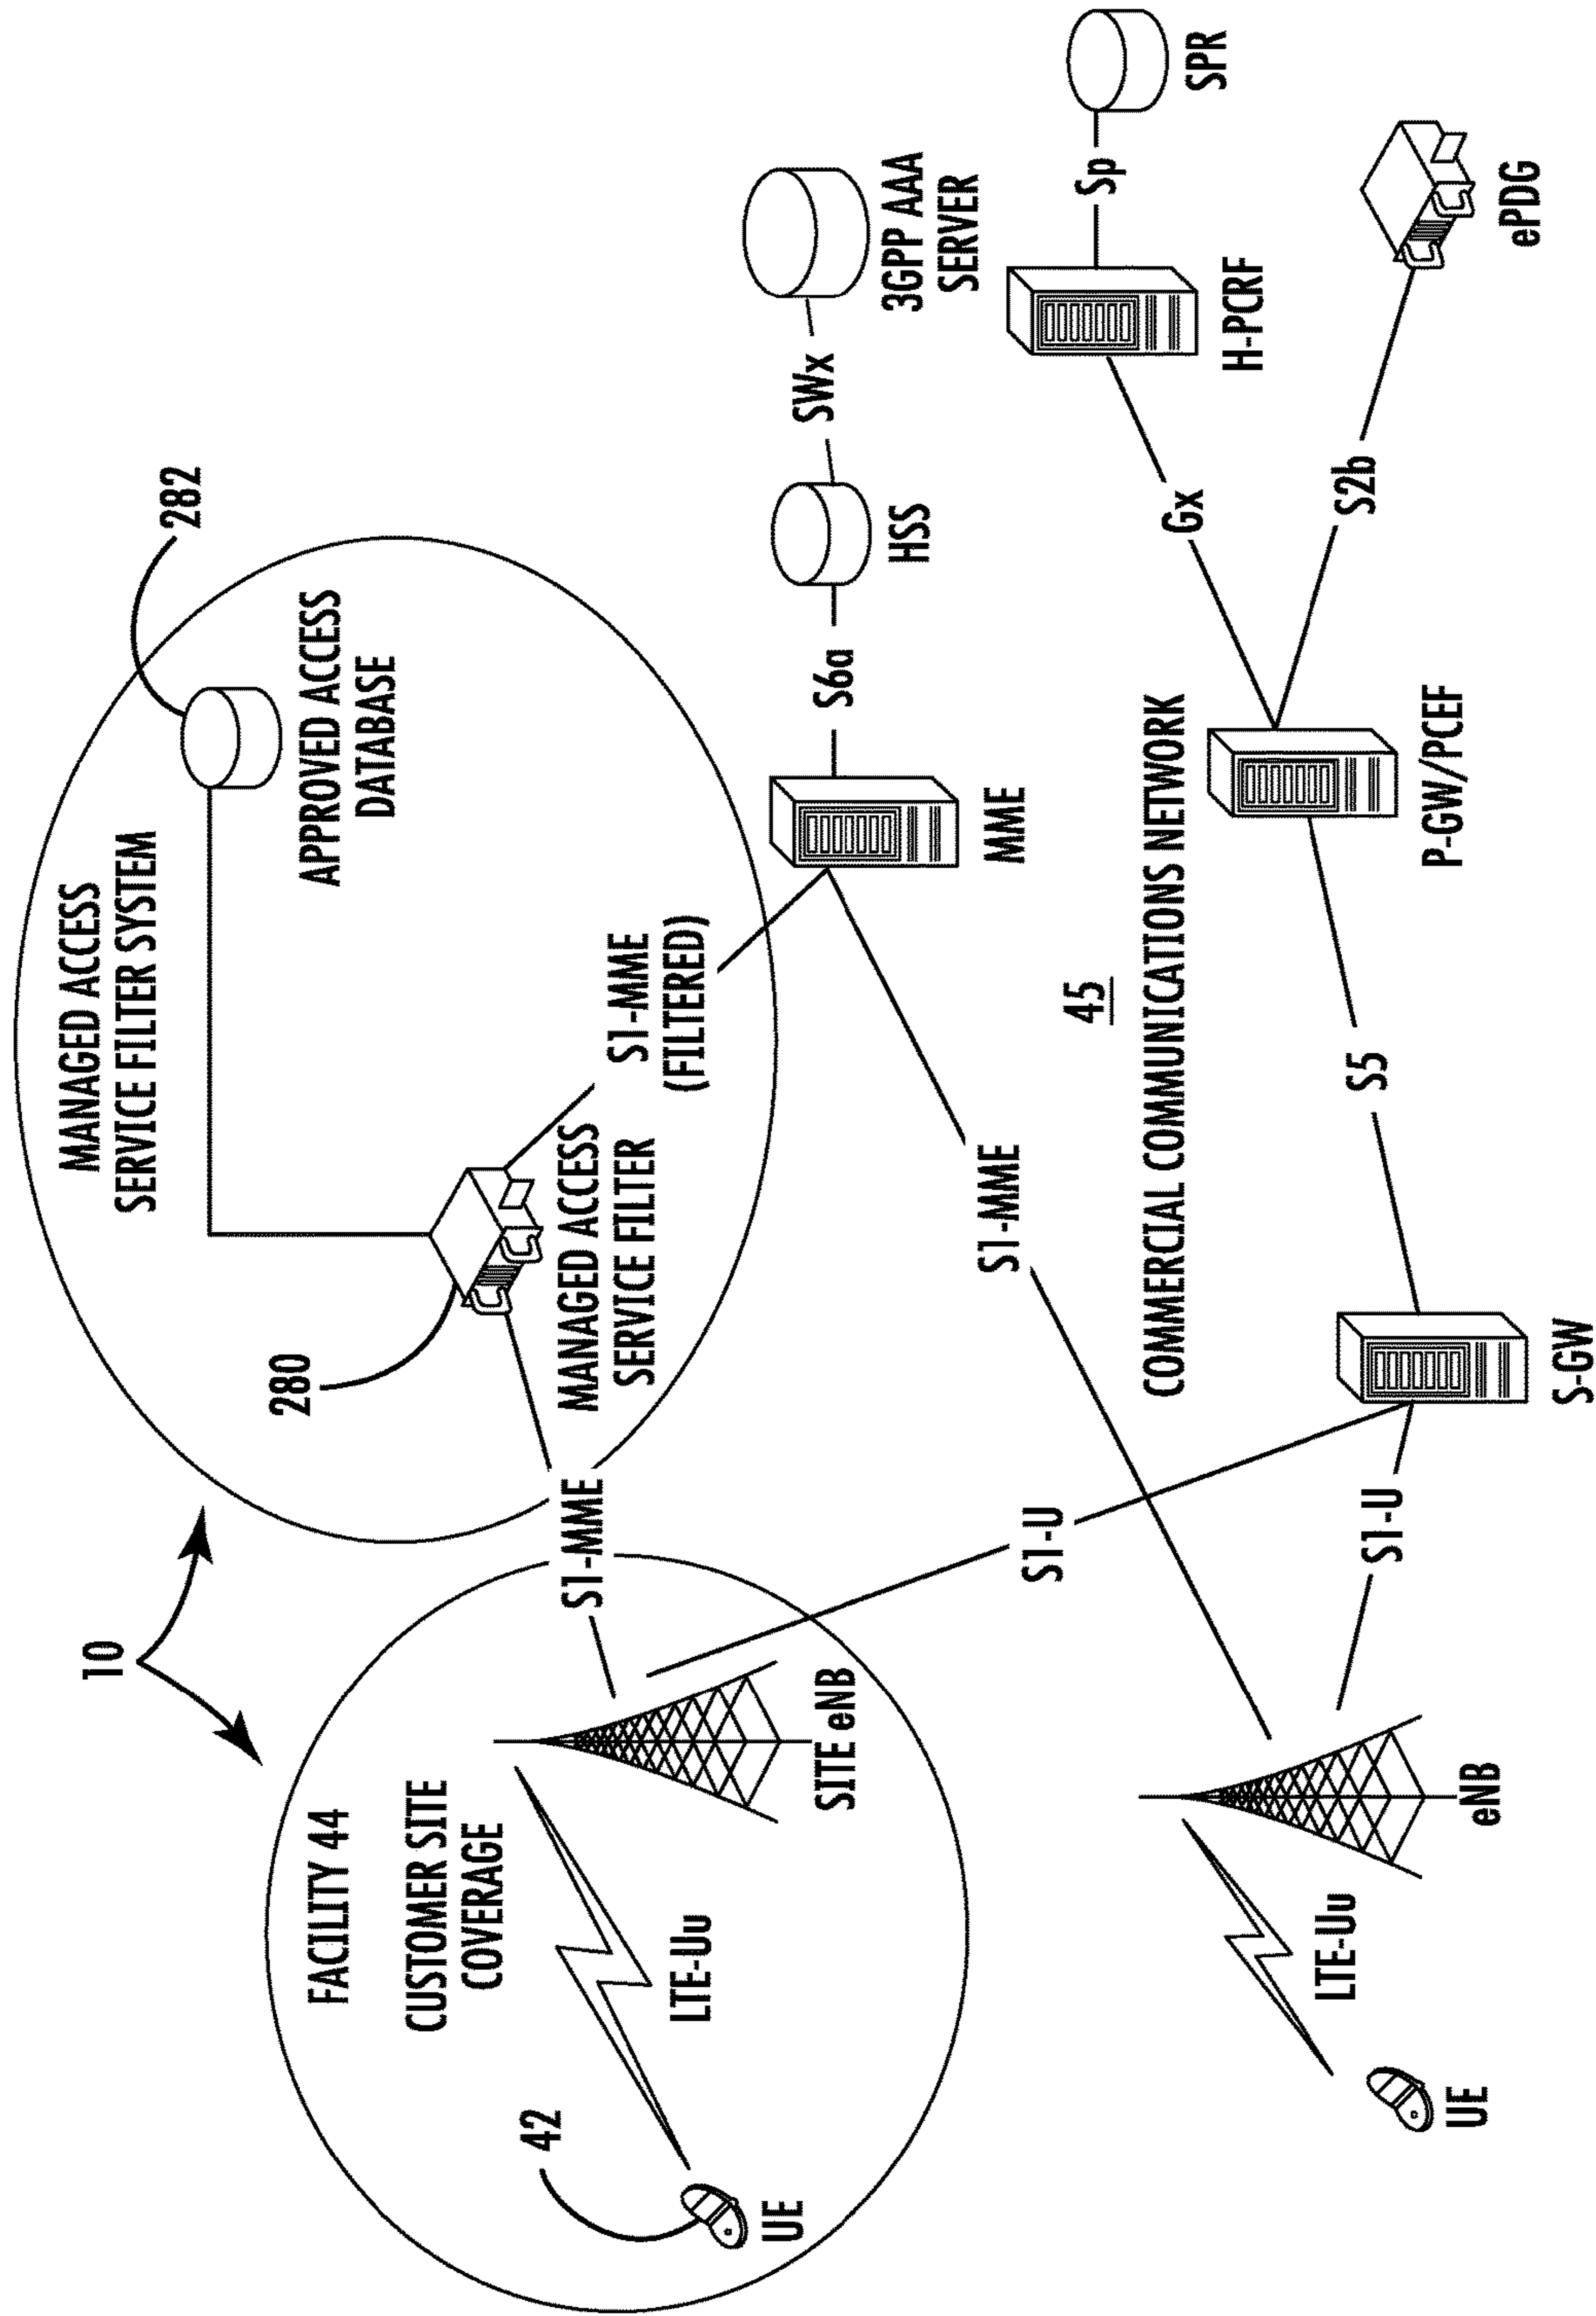 10
282
MANAGED ACCESS
SERVICE FILTER SYSTEM
APPROVED ACCESS
DATABASE
280
MANAGED ACCESS
SERVICE FILTER
S1-MME
S1-MME
(FILTERED)
FACILITY 44
CUSTOMER SITE
COVERAGE
LTE-Uu
42
UE
SITE eNB
MME
S6a
HSS
SWx
3GPP AAA
SERVER
S1-MME
S1-U
45
COMMERCIAL COMMUNICATIONS NETWORK
UE
LTE-Uu
eNB
S1-U
S-GW
S5
P-GW/PCEF
Gx
H-PCRF
Sp
SPR
S2b
ePDG